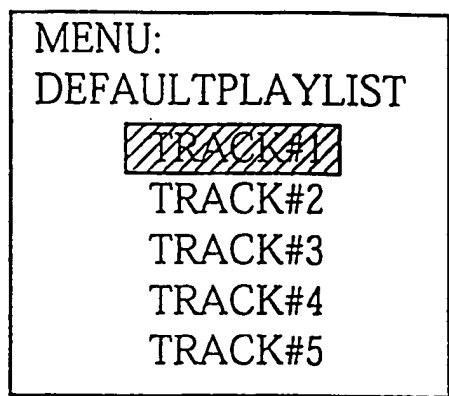 MENU:
DEFAULTPLAYLIST
TRACK#1
TRACK#2
TRACK#3
TRACK#4
TRACK#5